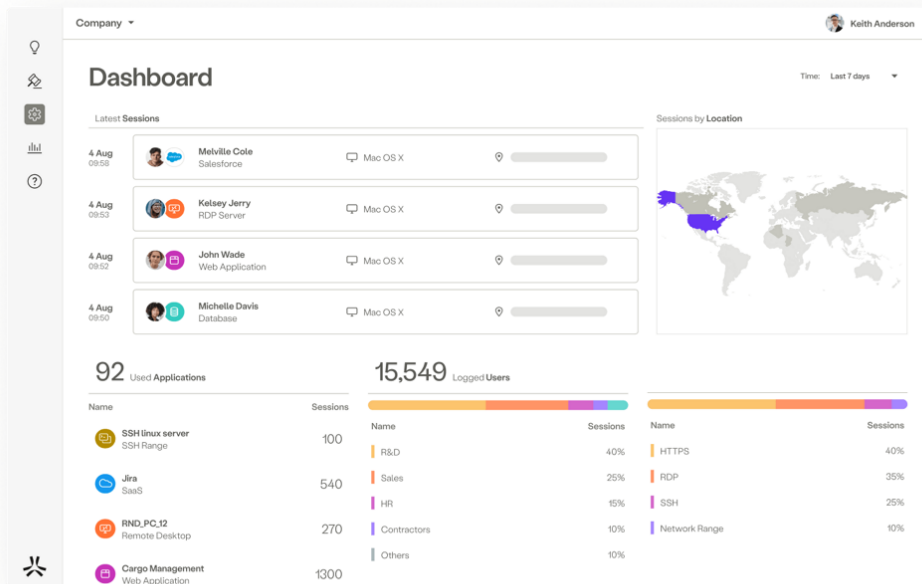 Company
Keith Anderson
Dashboard
Time: Last 7 days
Latest Sessions
Sessions by Location
4 Aug
09:58
Melville Cole
Salesforce
Mac OS X
4 Aug
09:53
Kelsey Jerry
RDP Server
Mac OS X
4 Aug
09:52
John Wade
Web Application
Mac OS X
4 Aug
09:50
Michelle Davis
Database
Mac OS X
92 Used Applications
Name Sessions
SSH linux server
SSH Range
100
Jira
SaaS
540
RND_PC_12
Remote Desktop
270
Cargo Management
Web Application
1300
15,549 Logged Users
Name Sessions
R&D 40%
Sales 25%
HR 15%
Contractors 10%
Others 10%
Name Sessions
HTTPS 40%
RDP 35%
SSH 25%
Network Range 10%